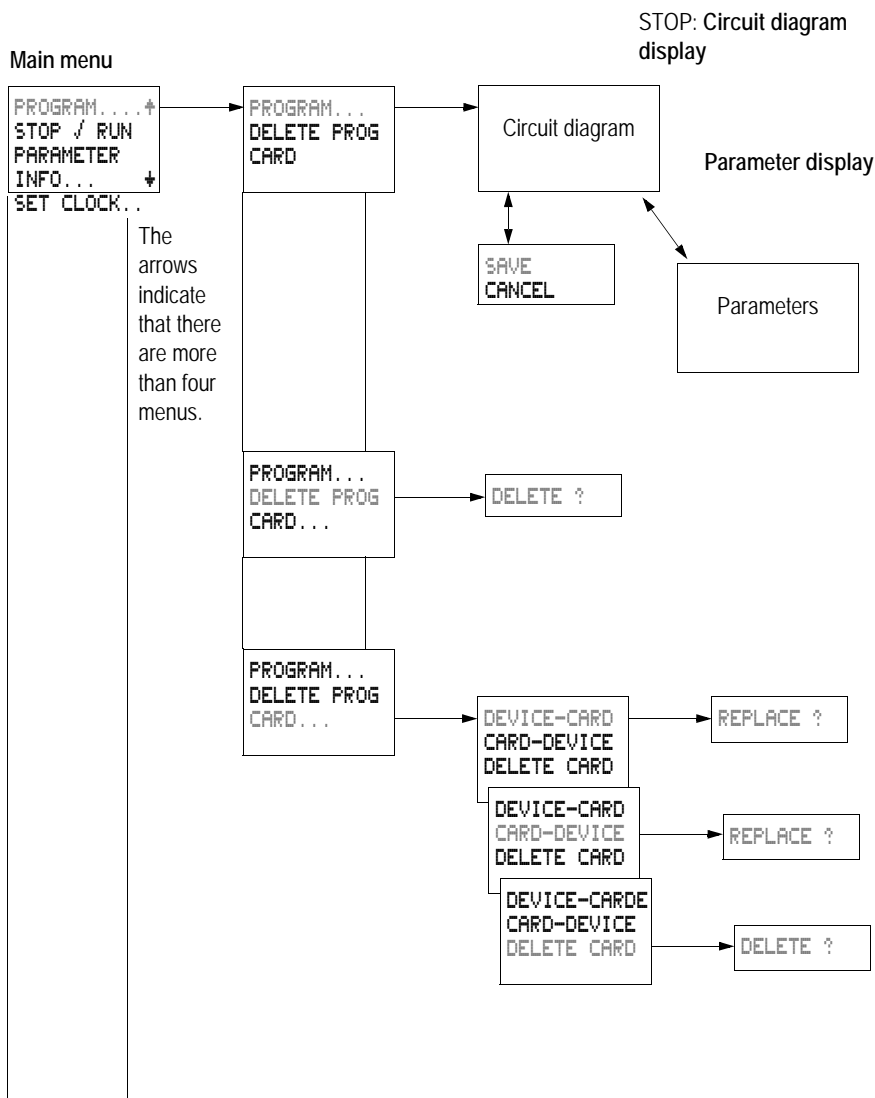 STOP: Circuit diagram
display
Main menu
PROGRAM....
STOP / RUN
PARAMETER
INFO...
SET CLOCK..
The
arrows
indicate
that there
are more
than four
menus.
PROGRAM...
DELETE PROG
CARD
Circuit diagram
SAVE
CANCEL
Parameter display
Parameters
PROGRAM...
DELETE PROG
CARD...
DELETE ?
PROGRAM...
DELETE PROG
CARD...
DEVICE-CARD
CARD-DEVICE
DELETE CARD
REPLACE ?
DEVICE-CARD
CARD-DEVICE
DELETE CARD
REPLACE ?
DEVICE-CARDE
CARD-DEVICE
DELETE CARD
DELETE ?